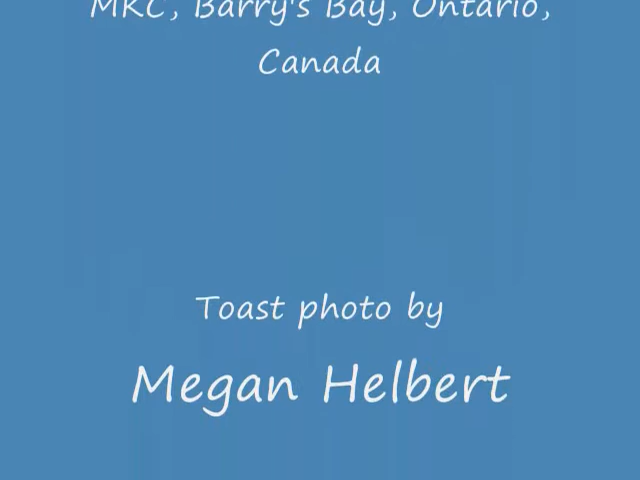 MKC, Barry's Bay, Ontario,
Canada
Toast photo by
Megan Helbert